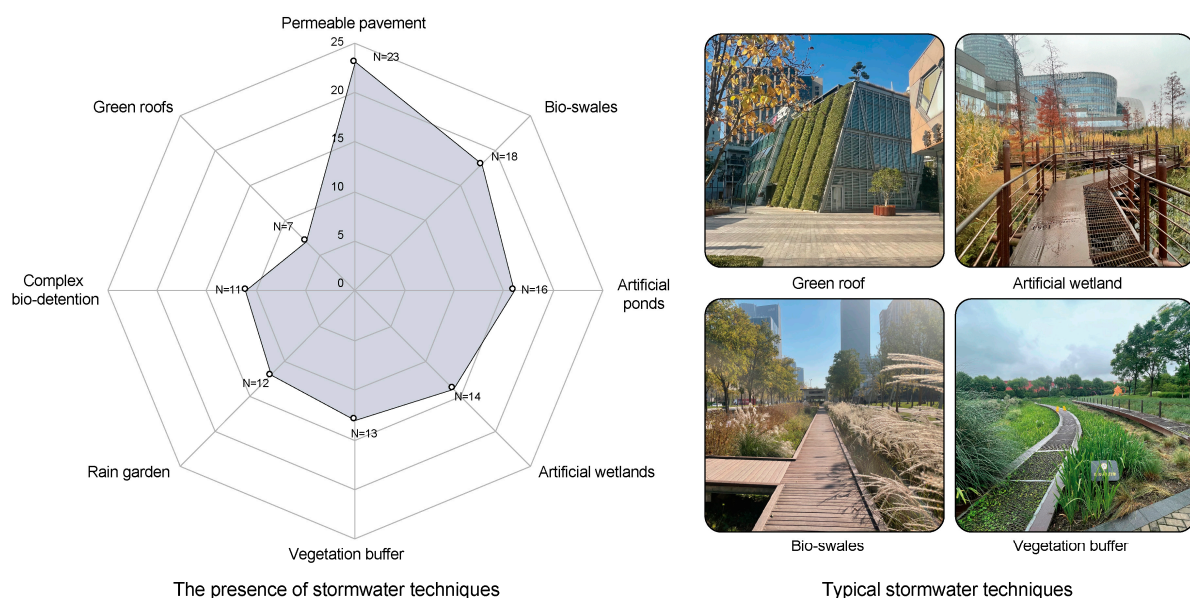 Permeable pavement
25
N=23
20
Green roofs
Bio-swales
15
N=18
10
N=7
5
Complex
bio-detention
N=11
0
N=16
Artificial
ponds
N=12
N=14
N=13
Rain garden
Artificial wetlands
Vegetation buffer
The presence of stormwater techniques
Green roof
Artificial wetland
Bio-swales
Vegetation buffer
Typical stormwater techniques